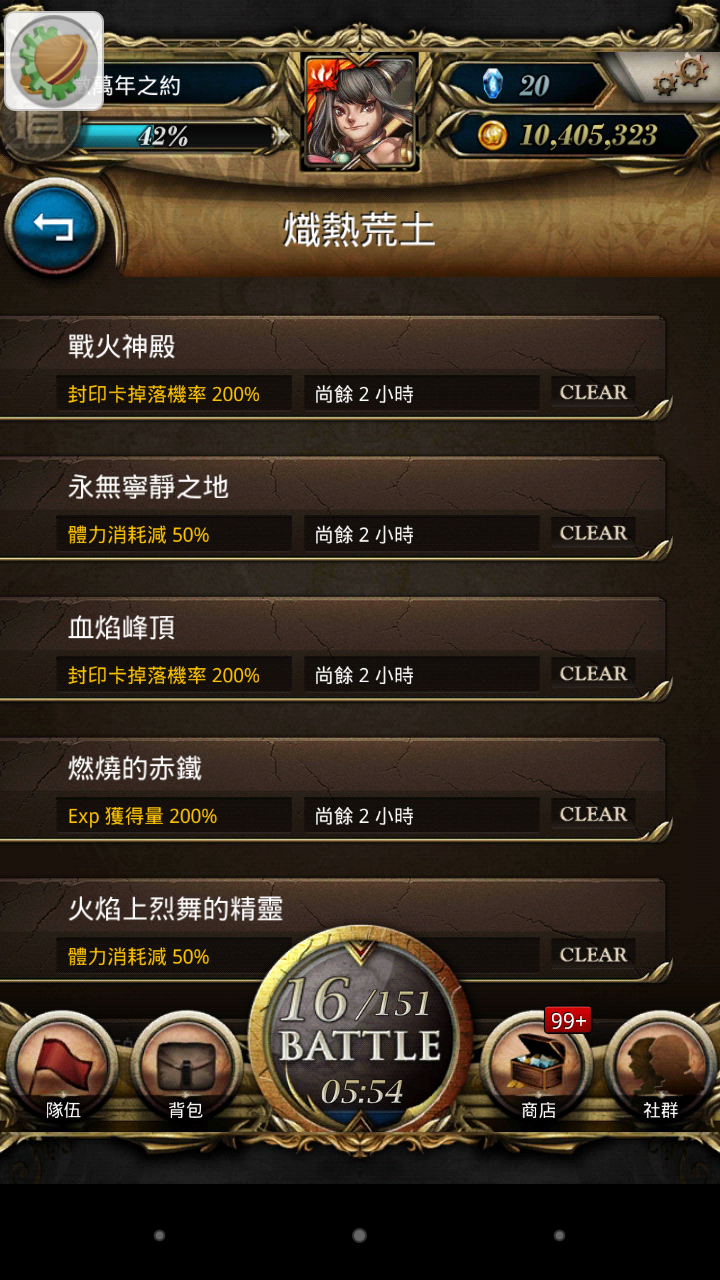 萬年之約
20
42%
10,405,323
熾熱荒土
戰火神殿
封印卡掉落機率 200%
尚餘 2 小時
CLEAR
永無寧靜之地
體力消耗減 50%
尚餘 2 小時
CLEAR
血焰峰頂
封印卡掉落機率 200%
尚餘 2 小時
CLEAR
燃燒的赤鐵
Exp 獲得量 200%
尚餘 2 小時
CLEAR
火焰上烈舞的精靈
體力消耗減 50%
CLEAR
16/151
BATTLE
05:54
99+
隊伍
背包
商店
社群